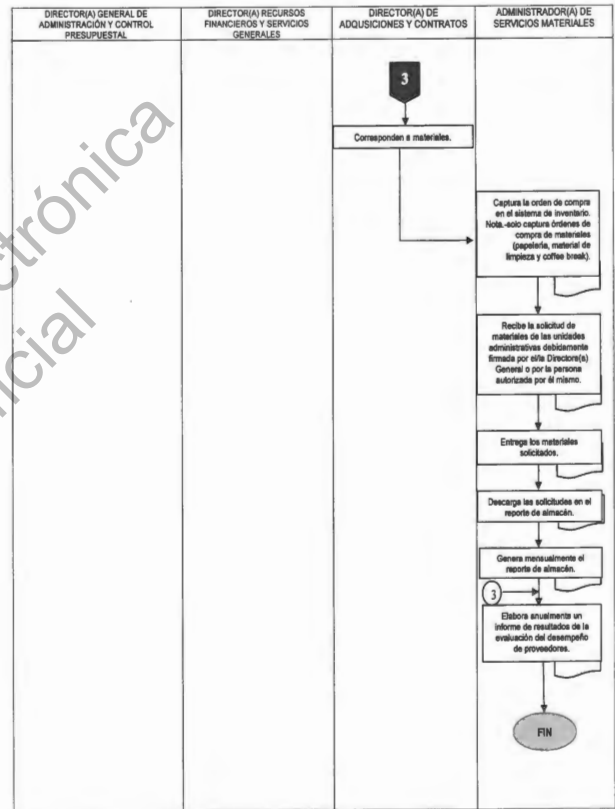 DIRECTOR(A) GENERAL DE
ADMINISTRACIÓN Y CONTROL
PRESUPUESTAL
DIRECTOR(A) RECURSOS
FINANCIEROS Y SERVICIOS
GENERALES
DIRECTOR(A) DE
ADQUSICIONES Y CONTRATOS
ADMINISTRADOR(A) DE
SERVICIOS MATERIALES
3
Corresponden a materiales.
Captura la orden de compra
en el sistema de inventario.
Nota.-solo captura órdenes de
compra de materiales
(papelería, material de
limpieza y coffee break).
Recibe la solicitud de
materiales de las unidades
administrativas debidamente
firmada por el/la Directora(s)
General o por la persona
autorizada por él mismo.
Entrega los materiales
solicitados.
Descarga las solicitudes en el
reporte de almacén.
Genera mensualmente el
reporte de almacén.
3
Elabora anualmente un
informe de resultados de la
evaluación del desempeño
de proveedores.
FIN
ctrónica
cial